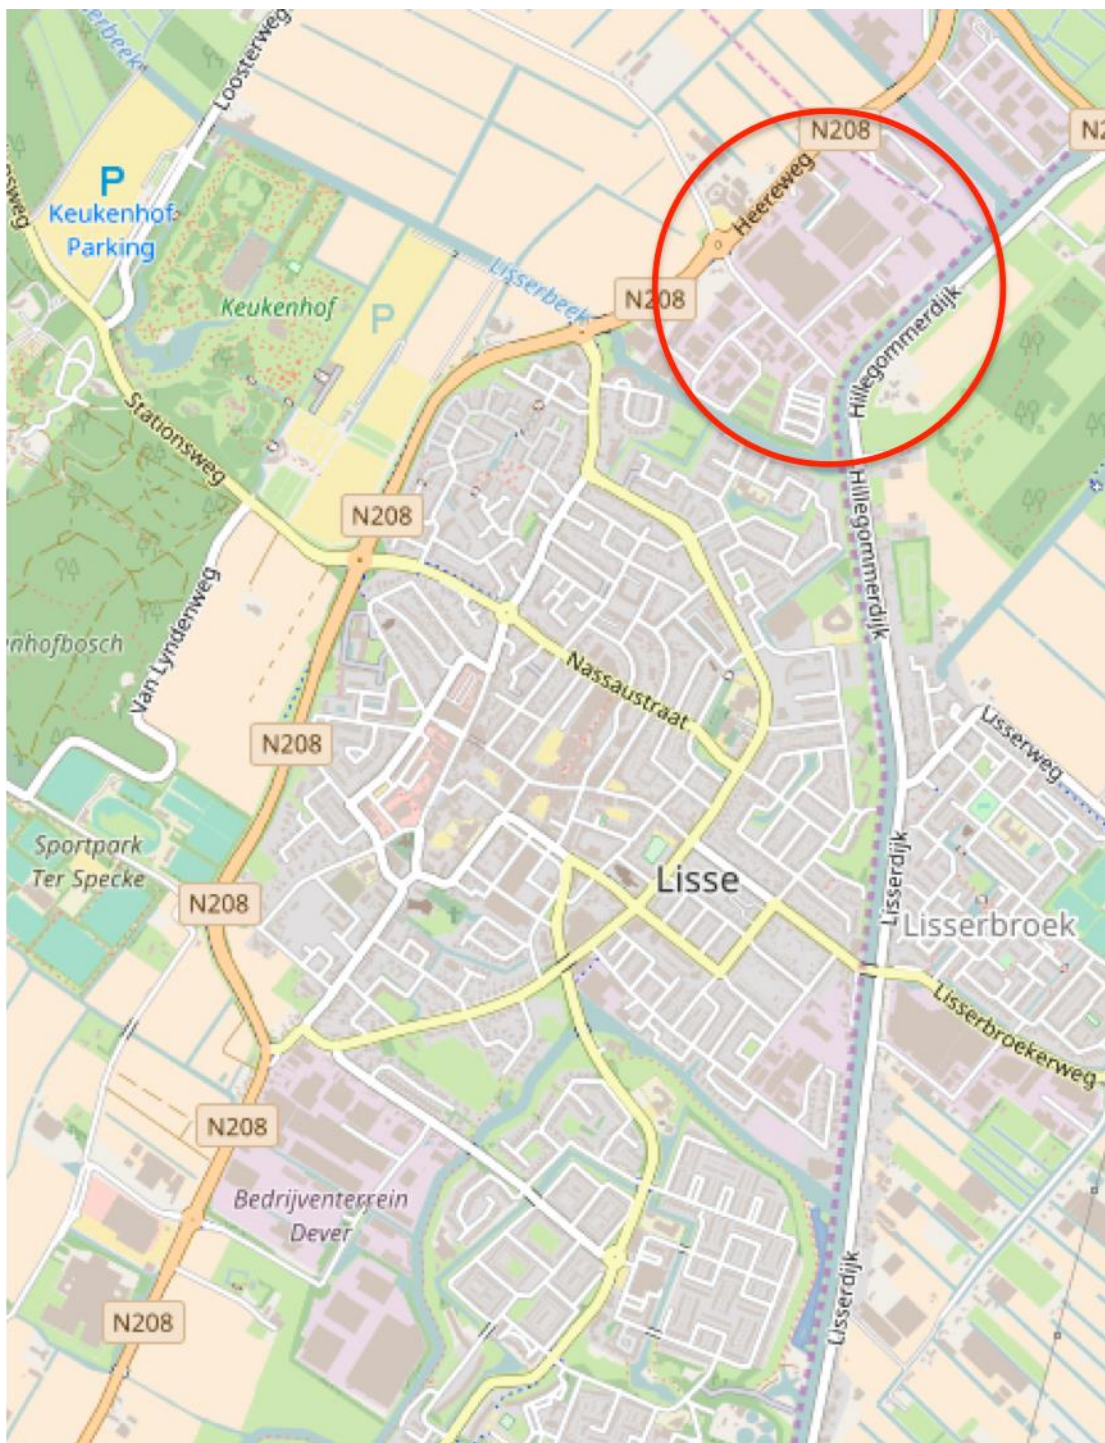 Loosterweg
N208
P
Keukenhof
Parking
Heereweg
Lisserbeek
N208
Keukenhof
P
Hillegommerdijk
Stationsweg
N208
Hillegommerdijk
Van Lyndenweg
Nassaustraat
N208
Lisserweg
Sportpark
Ter Specke
Lisse
Lisserdijk
N208
Lisserbroek
Lisserbroekerweg
N208
Bedrijventerrein
Dever
Lisserdijk
N208